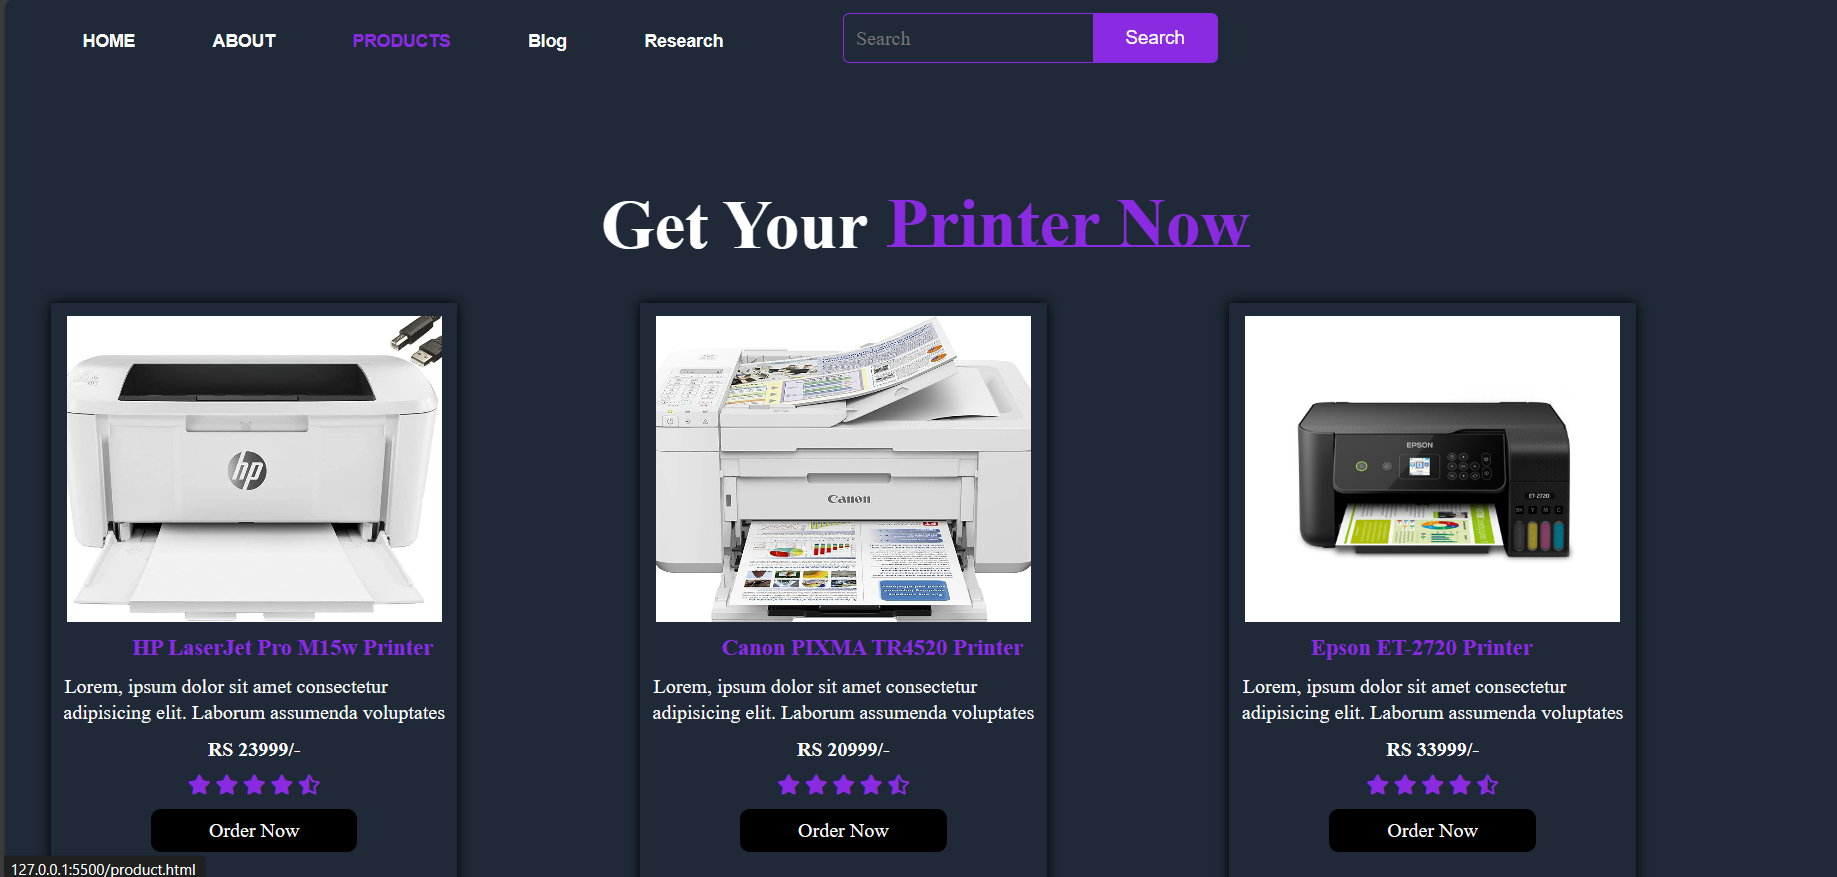 HOME ABOUT PRODUCTS Blog Research Search Search
Get Your Printer Now
hp
Canon
EPSON
ET-2720
HP LaserJet Pro M15w Printer
Lorem, ipsum dolor sit amet consectetur
adipisicing elit. Laborum assumenda voluptates
RS 23999/-
Order Now
Canon PIXMA TR4520 Printer
Lorem, ipsum dolor sit amet consectetur
adipisicing elit. Laborum assumenda voluptates
RS 20999/-
Order Now
Epson ET-2720 Printer
Lorem, ipsum dolor sit amet consectetur
adipisicing elit. Laborum assumenda voluptates
RS 33999/-
Order Now
127.0.0.1:5500/product.html